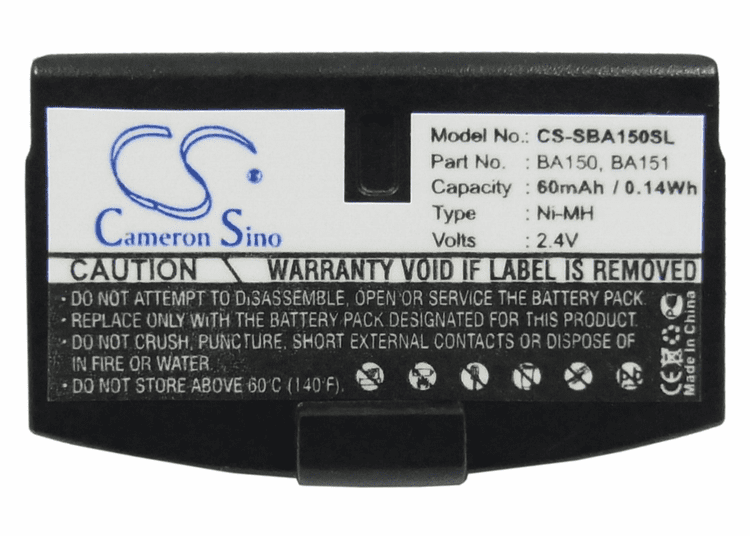 CS
Cameron Sino
Model No.: CS-SBA150SL
Part No. : BA150, BA151
Capacity : 60mAh / 0.14Wh
Type : Ni-MH
Volts : 2.4V
CAUTION WARRANTY VOID IF LABEL IS REMOVED
• DO NOT ATTEMPT TO DISASSEMBLE, OPEN OR SERVICE THE BATTERY PACK.
• REPLACE ONLY WITH THE BATTERY PACK DESIGNATED FOR THIS PRODUCT.
• DO NOT CRUSH, PUNCTURE, SHORT EXTERNAL CONTACTS OR DISPOSE OF
IN FIRE OR WATER.
• DO NOT STORE ABOVE 60℃ (140℉).
Made In China
CE